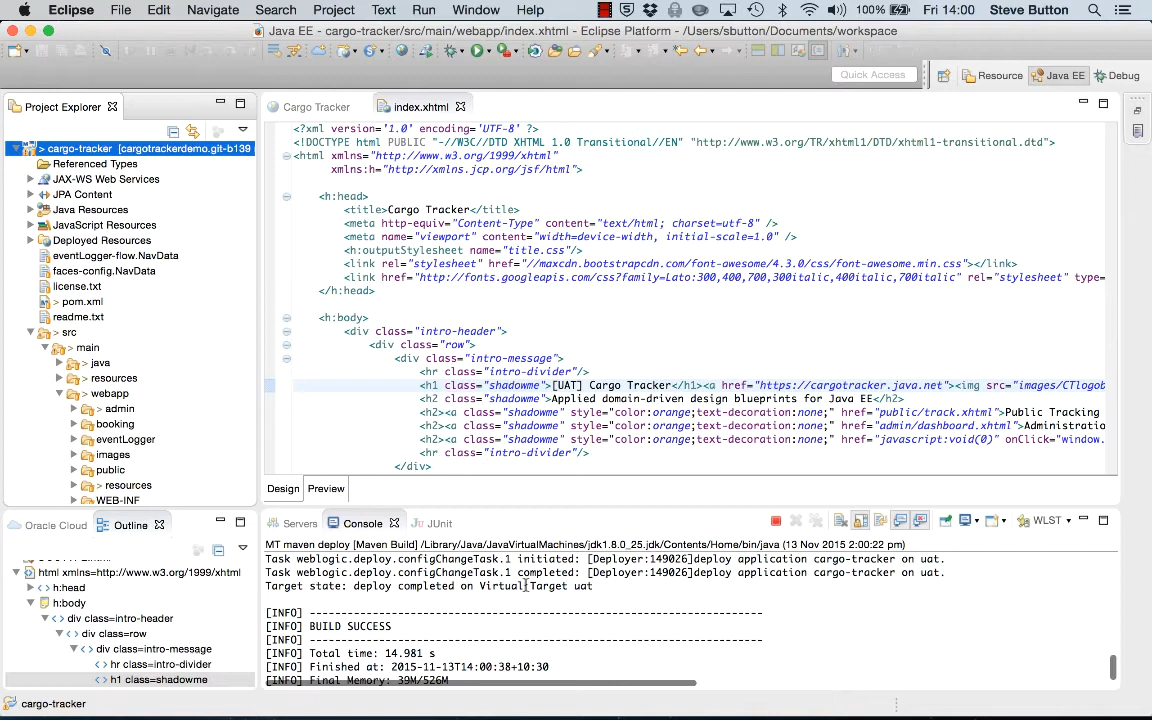 Eclipse File Edit Navigate Search Project Text Run Window Help 100% Fri 14:00 Steve Button
Java EE - cargo-tracker/src/main/webapp/index.xhtml - Eclipse Platform - /Users/sbutton/Documents/workspace
Quick Access Resource Java EE Debug
Project Explorer
> cargo-tracker [cargotrackerdemo.git-b139
Referenced Types
JAX-WS Web Services
JPA Content
Java Resources
JavaScript Resources
Deployed Resources
eventLogger-flow.NavData
faces-config.NavData
license.txt
> pom.xml
readme.txt
> src
> main
> java
> resources
> webapp
> admin
booking
eventLogger
images
public
> resources
WEB-INF
Cargo Tracker index.xhtml
<?xml version='1.0' encoding='UTF-8' ?>
<!DOCTYPE html PUBLIC "-//W3C//DTD XHTML 1.0 Transitional//EN" "http://www.w3.org/TR/xhtml1/DTD/xhtml1-transitional.dtd">
<html xmlns="http://www.w3.org/1999/xhtml"
xmlns:h="http://xmlns.jcp.org/jsf/html">
<h:head>
<title>Cargo Tracker</title>
<meta http-equiv="Content-Type" content="text/html; charset=utf-8" />
<meta name="viewport" content="width=device-width, initial-scale=1.0" />
<h:outputStylesheet name="title.css"/>
<link rel="stylesheet" href="//maxcdn.bootstrapcdn.com/font-awesome/4.3.0/css/font-awesome.min.css"></link>
<link href="http://fonts.googleapis.com/css?family=Lato:300,400,700,300italic,400italic,700italic" rel="stylesheet" type=
</h:head>
<h:body>
<div class="intro-header">
<div class="row">
<div class="intro-message">
<hr class="intro-divider"/>
<h1 class="shadowme">[UAT] Cargo Tracker</h1><a href="https://cargotracker.java.net"><img src="images/CTlogob
<h2 class="shadowme">Applied domain-driven design blueprints for Java EE</h2>
<h2><a class="shadowme" style="color:orange;text-decoration:none;" href="public/track.xhtml">Public Tracking
<h2><a class="shadowme" style="color:orange;text-decoration:none;" href="admin/dashboard.xhtml">Administratio
<h2><a class="shadowme" style="color:orange;text-decoration:none;" href="javascript:void(0)" onClick="window.
<hr class="intro-divider"/>
</div>
Design Preview
Oracle Cloud Outline
html xmlns=http://www.w3.org/1999/xhtml
h:head
h:body
div class=intro-header
div class=row
div class=intro-message
hr class=intro-divider
h1 class=shadowme
Servers Console JUnit WLST
MT maven deploy [Maven Build] /Library/Java/JavaVirtualMachines/jdk1.8.0_25.jdk/Contents/Home/bin/java (13 Nov 2015 2:00:22 pm)
Task weblogic.deploy.configChangeTask.1 initiated: [Deployer:149026]deploy application cargo-tracker on uat.
Task weblogic.deploy.configChangeTask.1 completed: [Deployer:149026]deploy application cargo-tracker on uat.
Target state: deploy completed on VirtualTarget uat
[INFO] ------------------------------------------------------------------------
[INFO] BUILD SUCCESS
[INFO] ------------------------------------------------------------------------
[INFO] Total time: 14.981 s
[INFO] Finished at: 2015-11-13T14:00:38+10:30
[INFO] Final Memory: 39M/526M
cargo-tracker